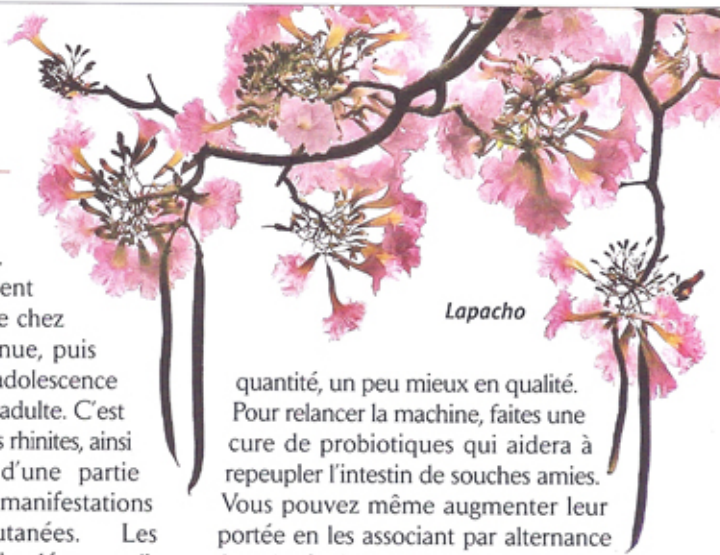 ent
e chez
nue, puis
adolescence
adulte. C'est
s rhinites, ainsi
d'une partie
manifestations
utanées. Les
Lapacho
quantité, un peu mieux en qualité.
Pour relancer la machine, faites une
cure de probiotiques qui aidera à
repeupler l'intestin de souches amies.
Vous pouvez même augmenter leur
portée en les associant par alternance